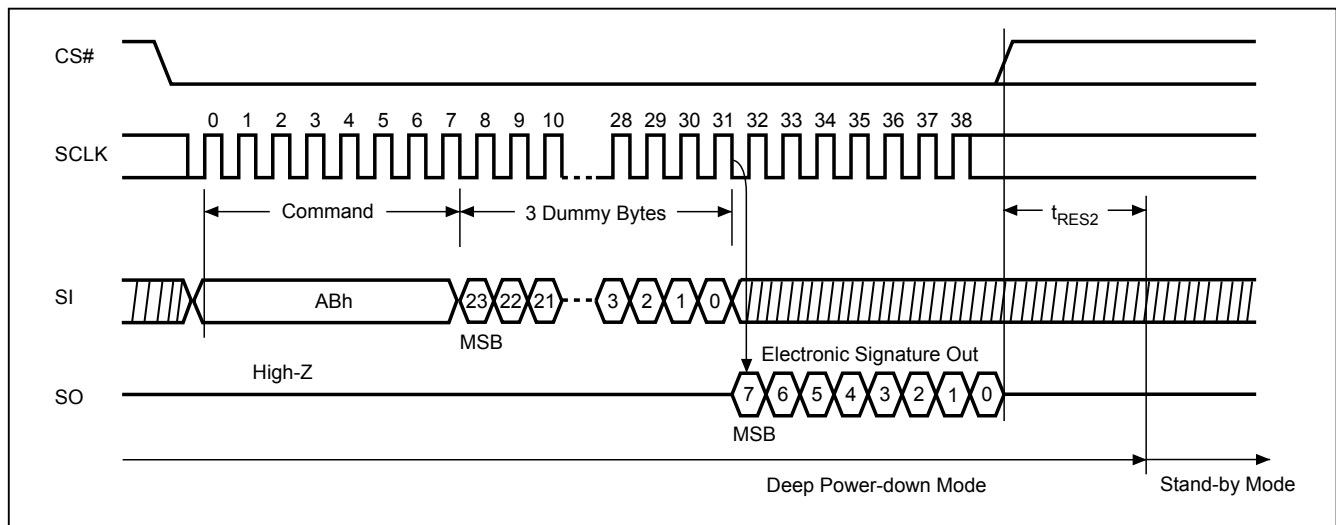 CS#
0 1 2 3 4 5 6 7 8 9 10 28 29 30 31 32 33 34 35 36 37 38
SCLK
Command 3 Dummy Bytes tRES2
SI ABh 23 22 21 3 2 1 0
MSB
Electronic Signature Out
High-Z
SO 7 6 5 4 3 2 1 0
MSB
Deep Power-down Mode Stand-by Mode